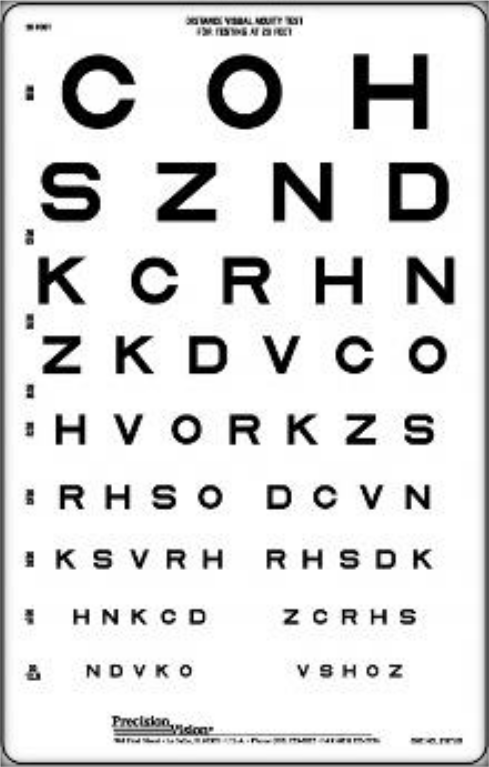 DISTANCE VISUAL ACUITY TEST
FOR TESTING AT 20 FEET
C O H
S Z N D
K C R H N
Z K D V C O
H V O R K Z S
R H S O D C V N
K S V R H R H S D K
H N K C D Z C R H S
N D V K O V S H O Z
Precision Vision